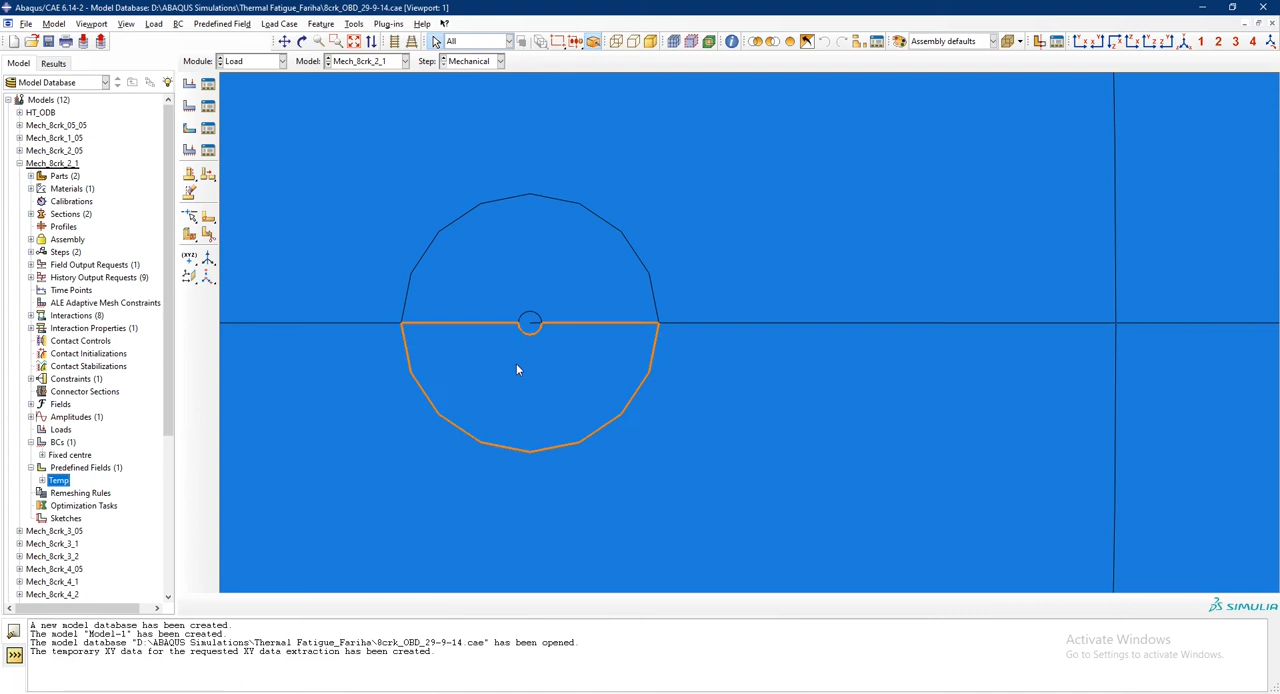 Abaqus/CAE 6.14-2 - Model Database: D:\ABAQUS Simulations\Thermal Fatigue_Fariha\8crk_OBD_29-9-14.cae [Viewport: 1]
File Model Viewport View Load BC Predefined Field Load Case Feature Tools Plug-ins Help
All Assembly defaults 1 2 3 4
Model Results Module: Load Model: Mech_8crk_2_1 Step: Mechanical
Model Database
Models (12)
HT_ODB
Mech_8crk_05_05
Mech_8crk_1_05
Mech_8crk_2_05
Mech_8crk_2_1
Parts (2)
Materials (1)
Calibrations
Sections (2)
Profiles
Assembly
Steps (2)
Field Output Requests (1)
History Output Requests (9)
Time Points
ALE Adaptive Mesh Constraints
Interactions (8)
Interaction Properties (1)
Contact Controls
Contact Initializations
Contact Stabilizations
Constraints (1)
Connector Sections
Fields
Amplitudes (1)
Loads
BCs (1)
Fixed centre
Predefined Fields (1)
Temp
Remeshing Rules
Optimization Tasks
Sketches
Mech_8crk_3_05
Mech_8crk_3_1
Mech_8crk_3_2
Mech_8crk_4_05
Mech_8crk_4_1
Mech_8crk_4_2
(XYZ)
SIMULIA
A new model database has been created.
The model "Model-1" has been created.
The model database "D:\ABAQUS Simulations\Thermal Fatigue_Fariha\8crk_OBD_29-9-14.cae" has been opened.
The temporary XY data for the requested XY data extraction has been created.
Activate Windows
Go to Settings to activate Windows.